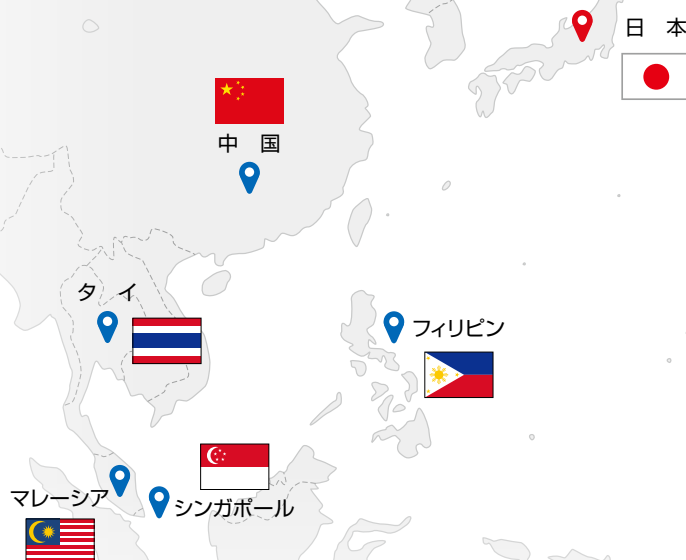 日　本
中　国
タ　イ
フィリピン
マレーシア
シンガポール